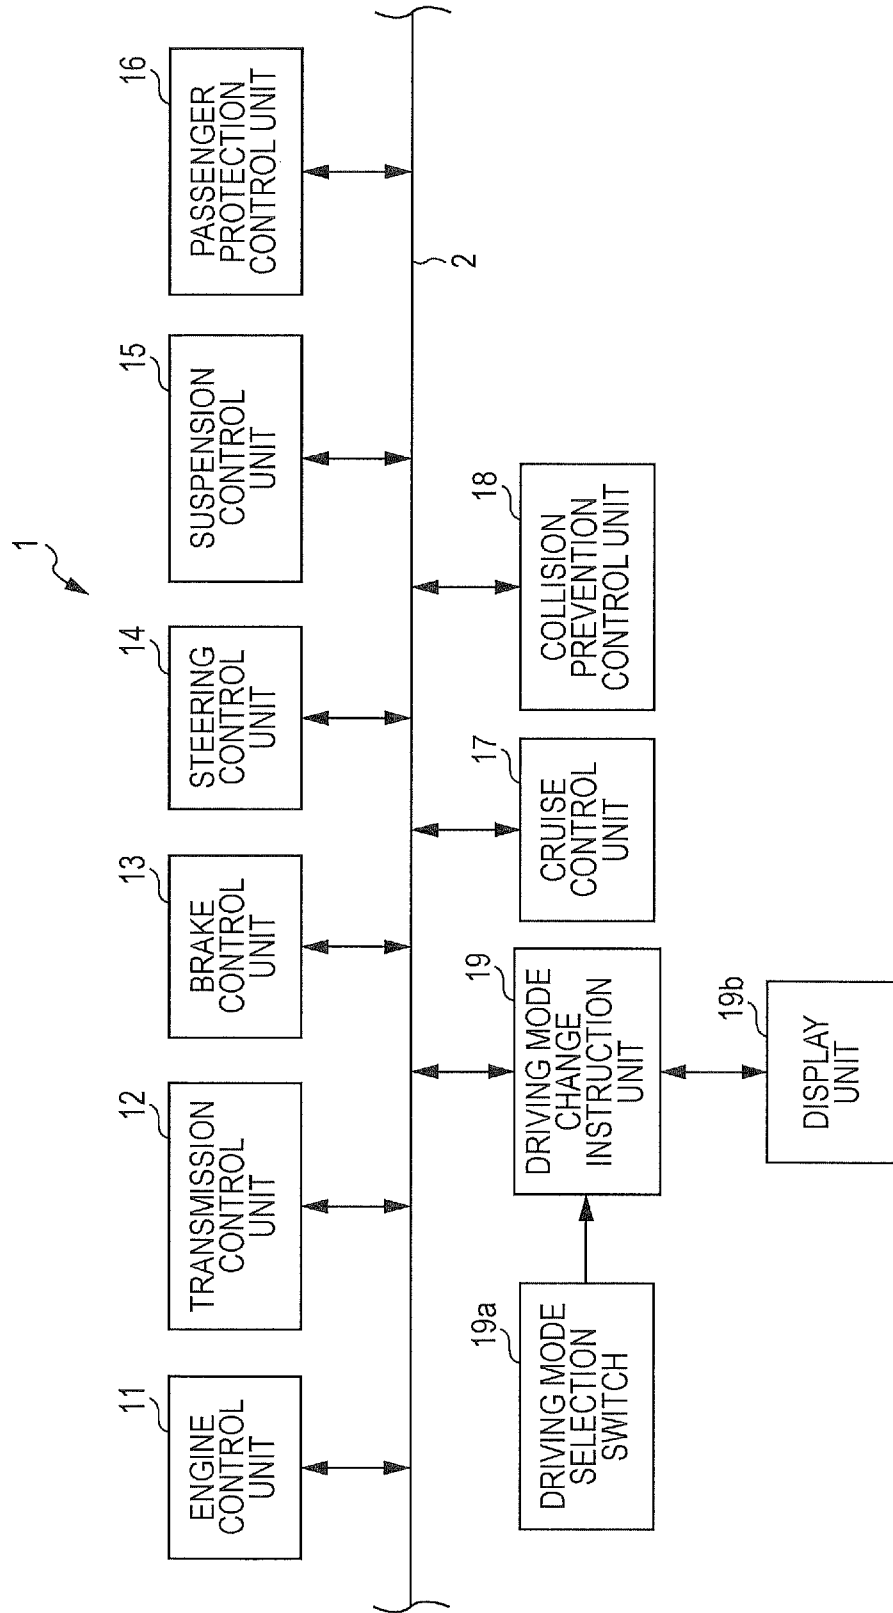 1
11
ENGINE
CONTROL
UNIT
12
TRANSMISSION
CONTROL
UNIT
13
BRAKE
CONTROL
UNIT
14
STEERING
CONTROL
UNIT
15
SUSPENSION
CONTROL
UNIT
16
PASSENGER
PROTECTION
CONTROL UNIT
2
19a
DRIVING MODE
SELECTION
SWITCH
19
DRIVING MODE
CHANGE
INSTRUCTION
UNIT
17
CRUISE
CONTROL
UNIT
18
COLLISION
PREVENTION
CONTROL UNIT
19b
DISPLAY
UNIT